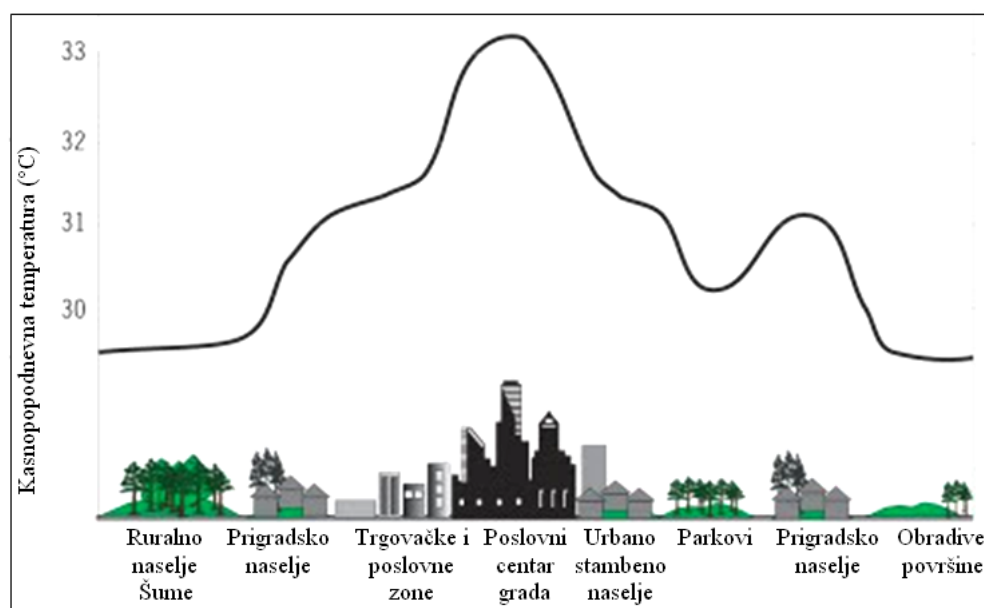 33
32
31
30
Kasnopopodnevna temperatura (°C)
Ruralno
naselje
Šume
Prigradsko
naselje
Trgovačke i
poslovne
zone
Poslovni
centar
grada
Urbano
stambeno
naselje
Parkovi
Prigradsko
naselje
Obradive
površine